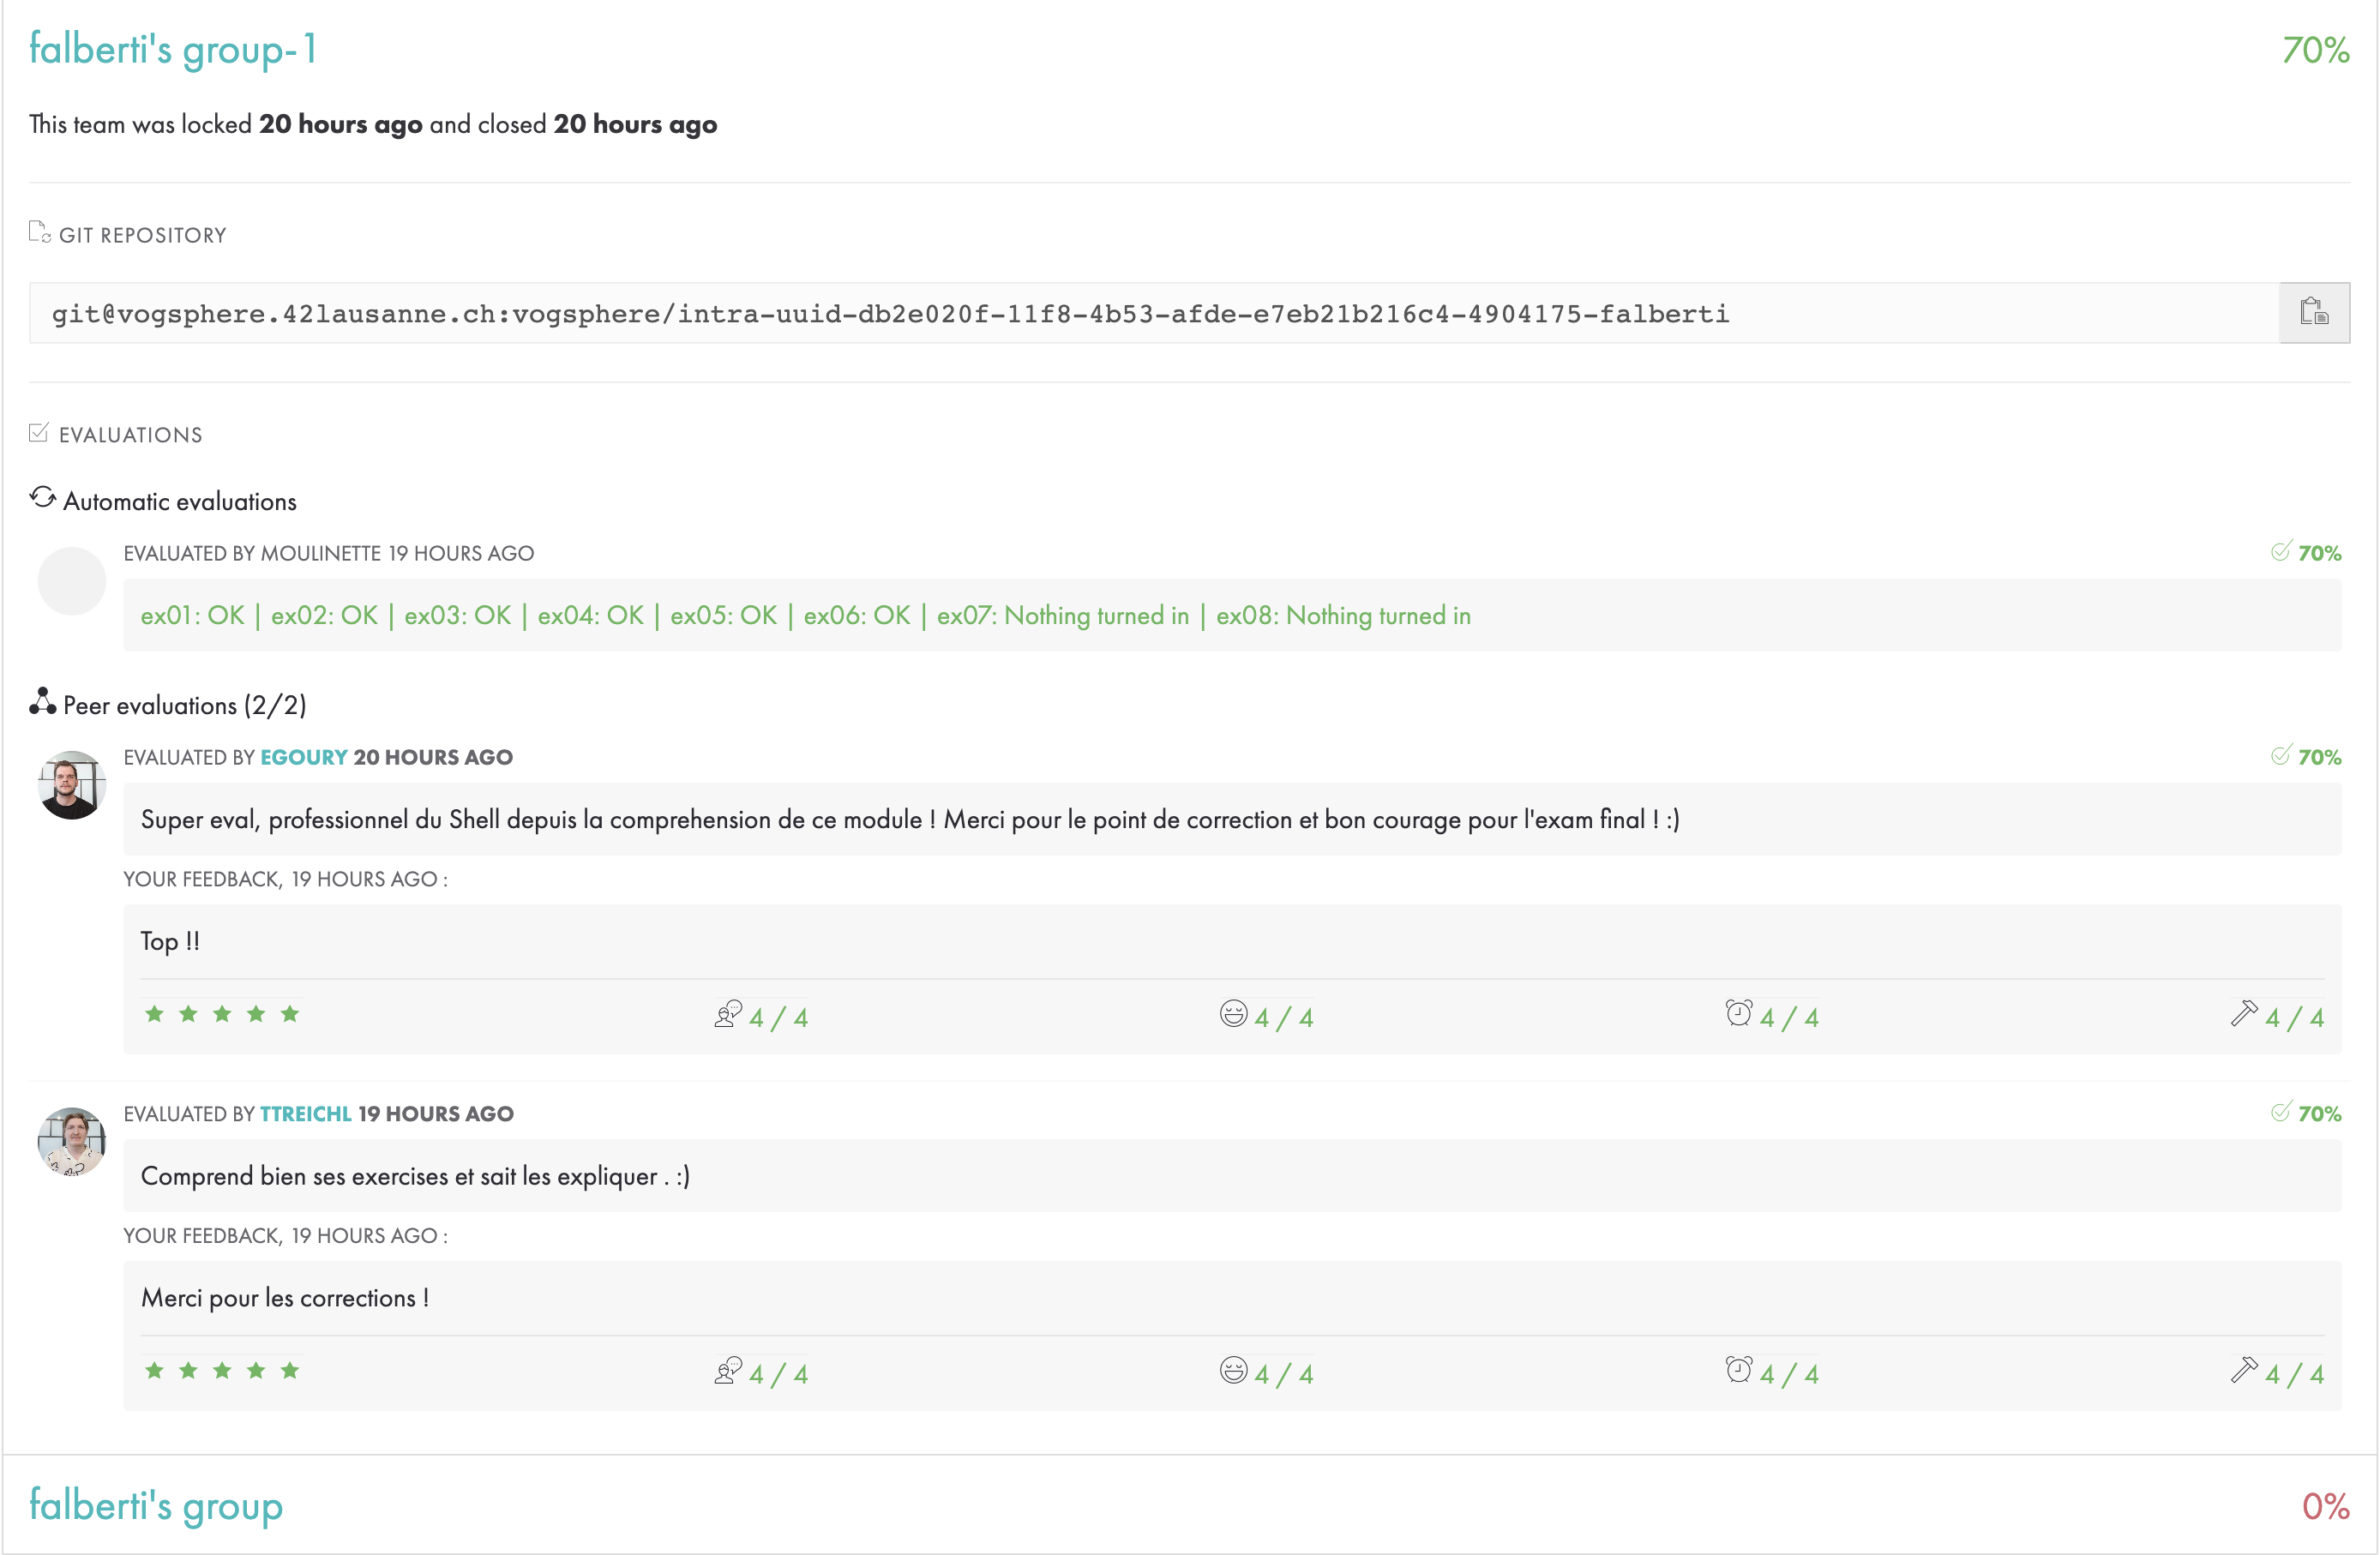 falberti's group-1
70%
This team was locked 20 hours ago and closed 20 hours ago
GIT REPOSITORY
git@vogsphere.42lausanne.ch:vogsphere/intra-uuid-db2e020f-11f8-4b53-afde-e7eb21b216c4-4904175-falberti
EVALUATIONS
Automatic evaluations
EVALUATED BY MOULINETTE 19 HOURS AGO
70%
ex01: OK | ex02: OK | ex03: OK | ex04: OK | ex05: OK | ex06: OK | ex07: Nothing turned in | ex08: Nothing turned in
Peer evaluations (2/2)
EVALUATED BY EGOURY 20 HOURS AGO
70%
Super eval, professionnel du Shell depuis la comprehension de ce module ! Merci pour le point de correction et bon courage pour l'exam final ! :)
YOUR FEEDBACK, 19 HOURS AGO :
Top !!
4 / 4
4 / 4
4 / 4
4 / 4
EVALUATED BY TTREICHL 19 HOURS AGO
70%
Comprend bien ses exercises et sait les expliquer . :)
YOUR FEEDBACK, 19 HOURS AGO :
Merci pour les corrections !
4 / 4
4 / 4
4 / 4
4 / 4
falberti's group
0%